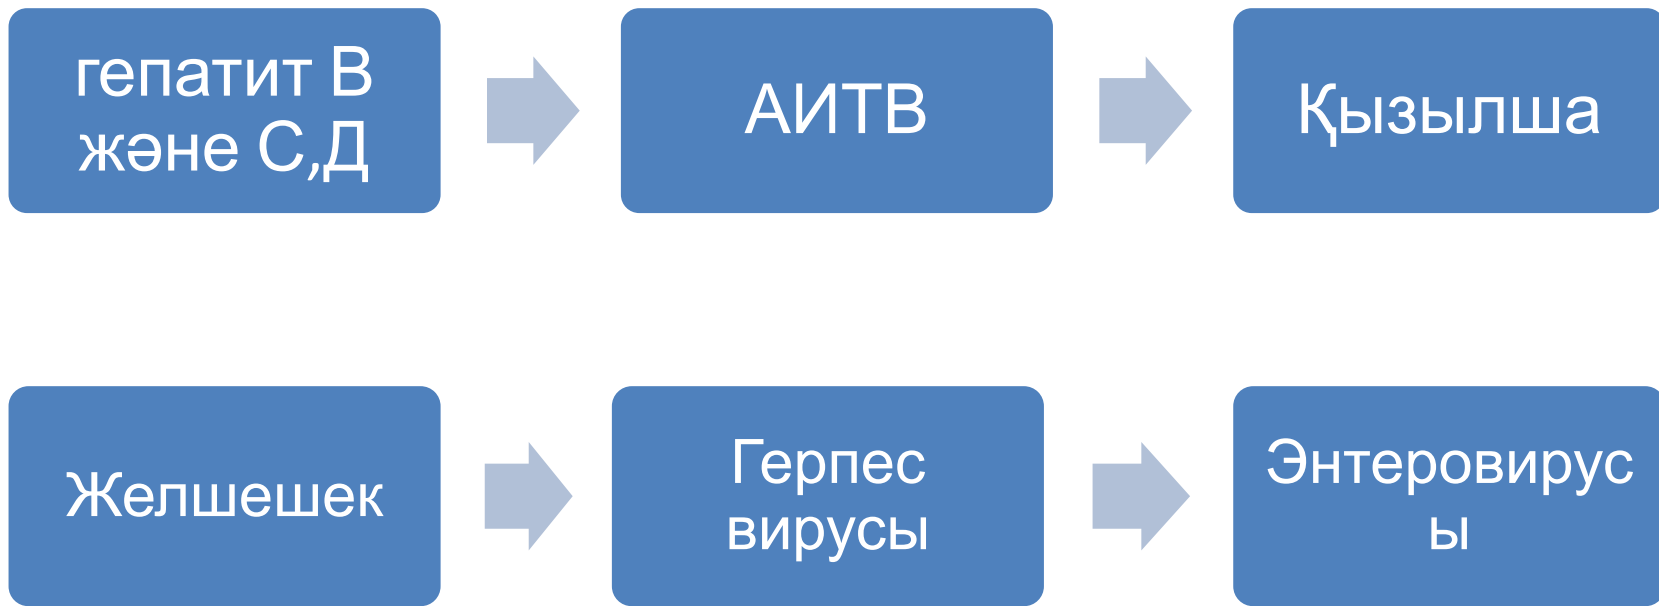 гепатит В
және С,Д
АИТВ
Қызылша
Желшешек
Герпес
вирусы
Энтеровирус
ы